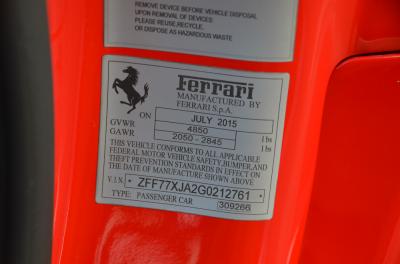 REMOVE DEVICE BEFORE VEHICLE DISPOSAL
UPON REMOVAL OF DEVICES
PLEASE REUSE, RECYCLE,
OR DISPOSE AS HAZARDOUS WASTE
Ferrari
MANUFACTURED BY
FERRARI S.p.A.
ON JULY 2015
GVWR 4850 lbs
GAWR 2050 - 2845 lbs
THIS VEHICLE CONFORMS TO ALL APPLICABLE
FEDERAL MOTOR VEHICLE SAFETY, BUMPER, AND
THEFT PREVENTION STANDARDS IN EFFECT ON
THE DATE OF MANUFACTURE SHOWN ABOVE
V.I.N. ZFF77XJA2G0212761
TYPE: PASSENGER CAR 309266